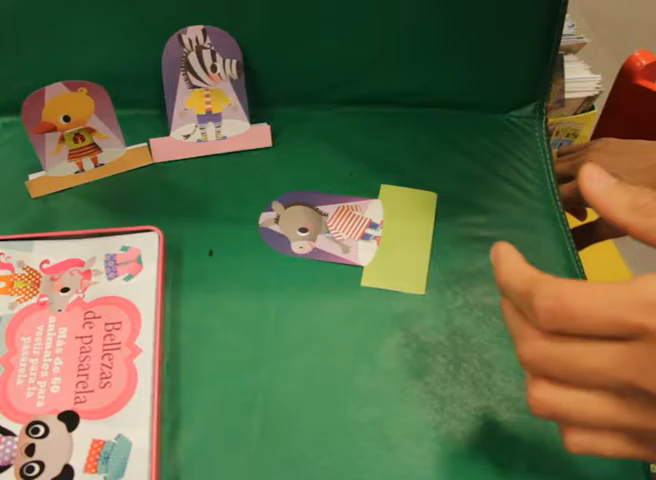 Bellezas
de pasarela
Más de 60
animales para
vestir para la
pasarela